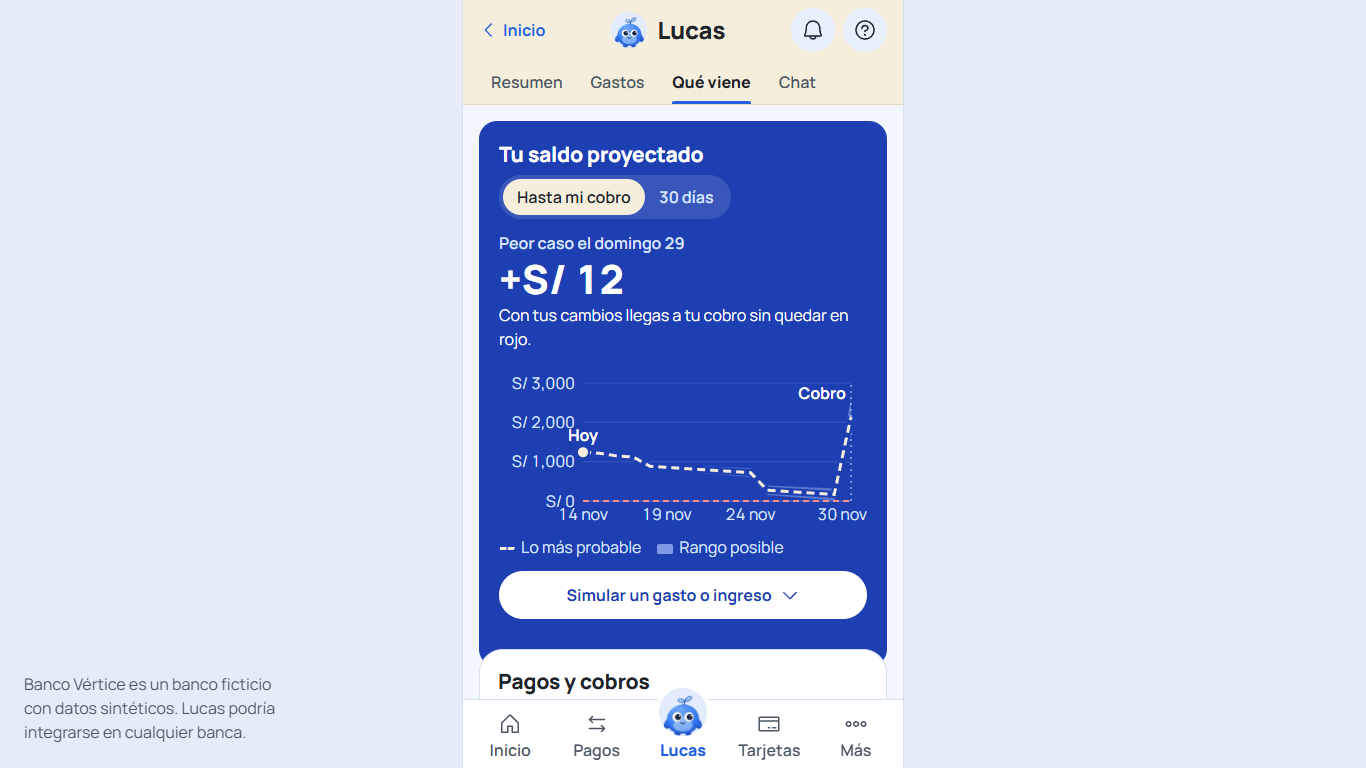 Inicio
Lucas
Resumen
Gastos
Qué viene
Chat
Tu saldo proyectado
Hasta mi cobro
30 días
Peor caso el domingo 29
+S/ 12
Con tus cambios llegas a tu cobro sin quedar en
rojo.
S/ 3,000
Cobro
S/ 2,000
Hoy
S/ 1,000
S/ 0
14 nov
19 nov
24 nov
30 nov
Lo más probable
Rango posible
Simular un gasto o ingreso
Pagos y cobros
Inicio
Pagos
Lucas
Tarjetas
Más
Banco Vértice es un banco ficticio
con datos sintéticos. Lucas podría
integrarse en cualquier banca.